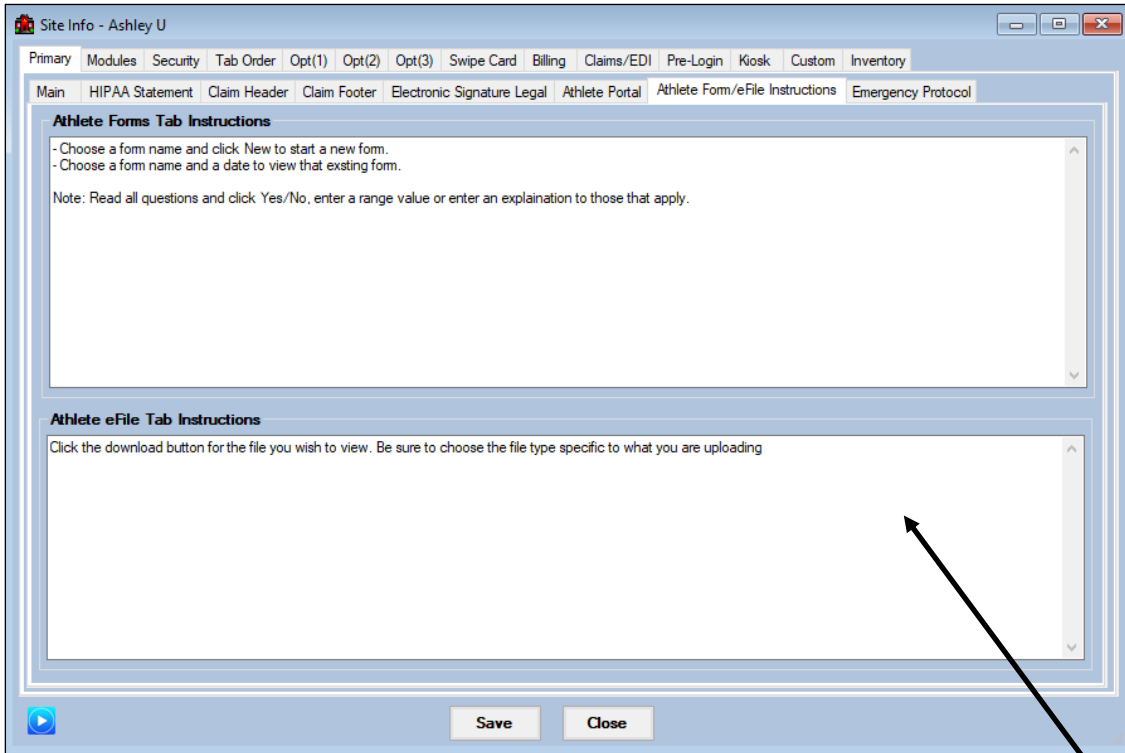 Site Info - Ashley U
Primary Modules Security Tab Order Opt(1) Opt(2) Opt(3) Swipe Card Billing Claims/EDI Pre-Login Kiosk Custom Inventory
Main HIPAA Statement Claim Header Claim Footer Electronic Signature Legal Athlete Portal Athlete Form/eFile Instructions Emergency Protocol
Athlete Forms Tab Instructions
- Choose a form name and click New to start a new form.
- Choose a form name and a date to view that exsting form.
Note: Read all questions and click Yes/No, enter a range value or enter an explaination to those that apply.
Athlete eFile Tab Instructions
Click the download button for the file you wish to view. Be sure to choose the file type specific to what you are uploading
Save Close